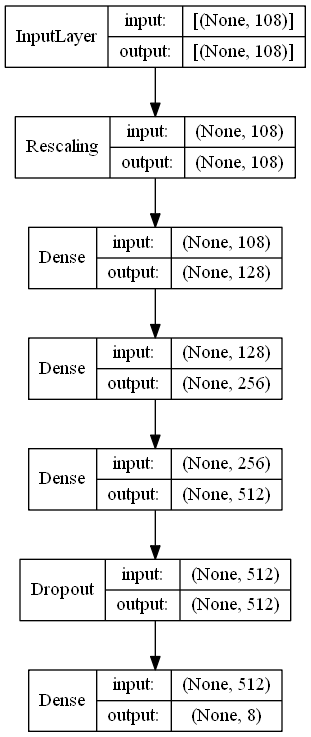 InputLayer
input: [(None, 108)]
output: [(None, 108)]
Rescaling
input: (None, 108)
output: (None, 108)
Dense
input: (None, 108)
output: (None, 128)
Dense
input: (None, 128)
output: (None, 256)
Dense
input: (None, 256)
output: (None, 512)
Dropout
input: (None, 512)
output: (None, 512)
Dense
input: (None, 512)
output: (None, 8)